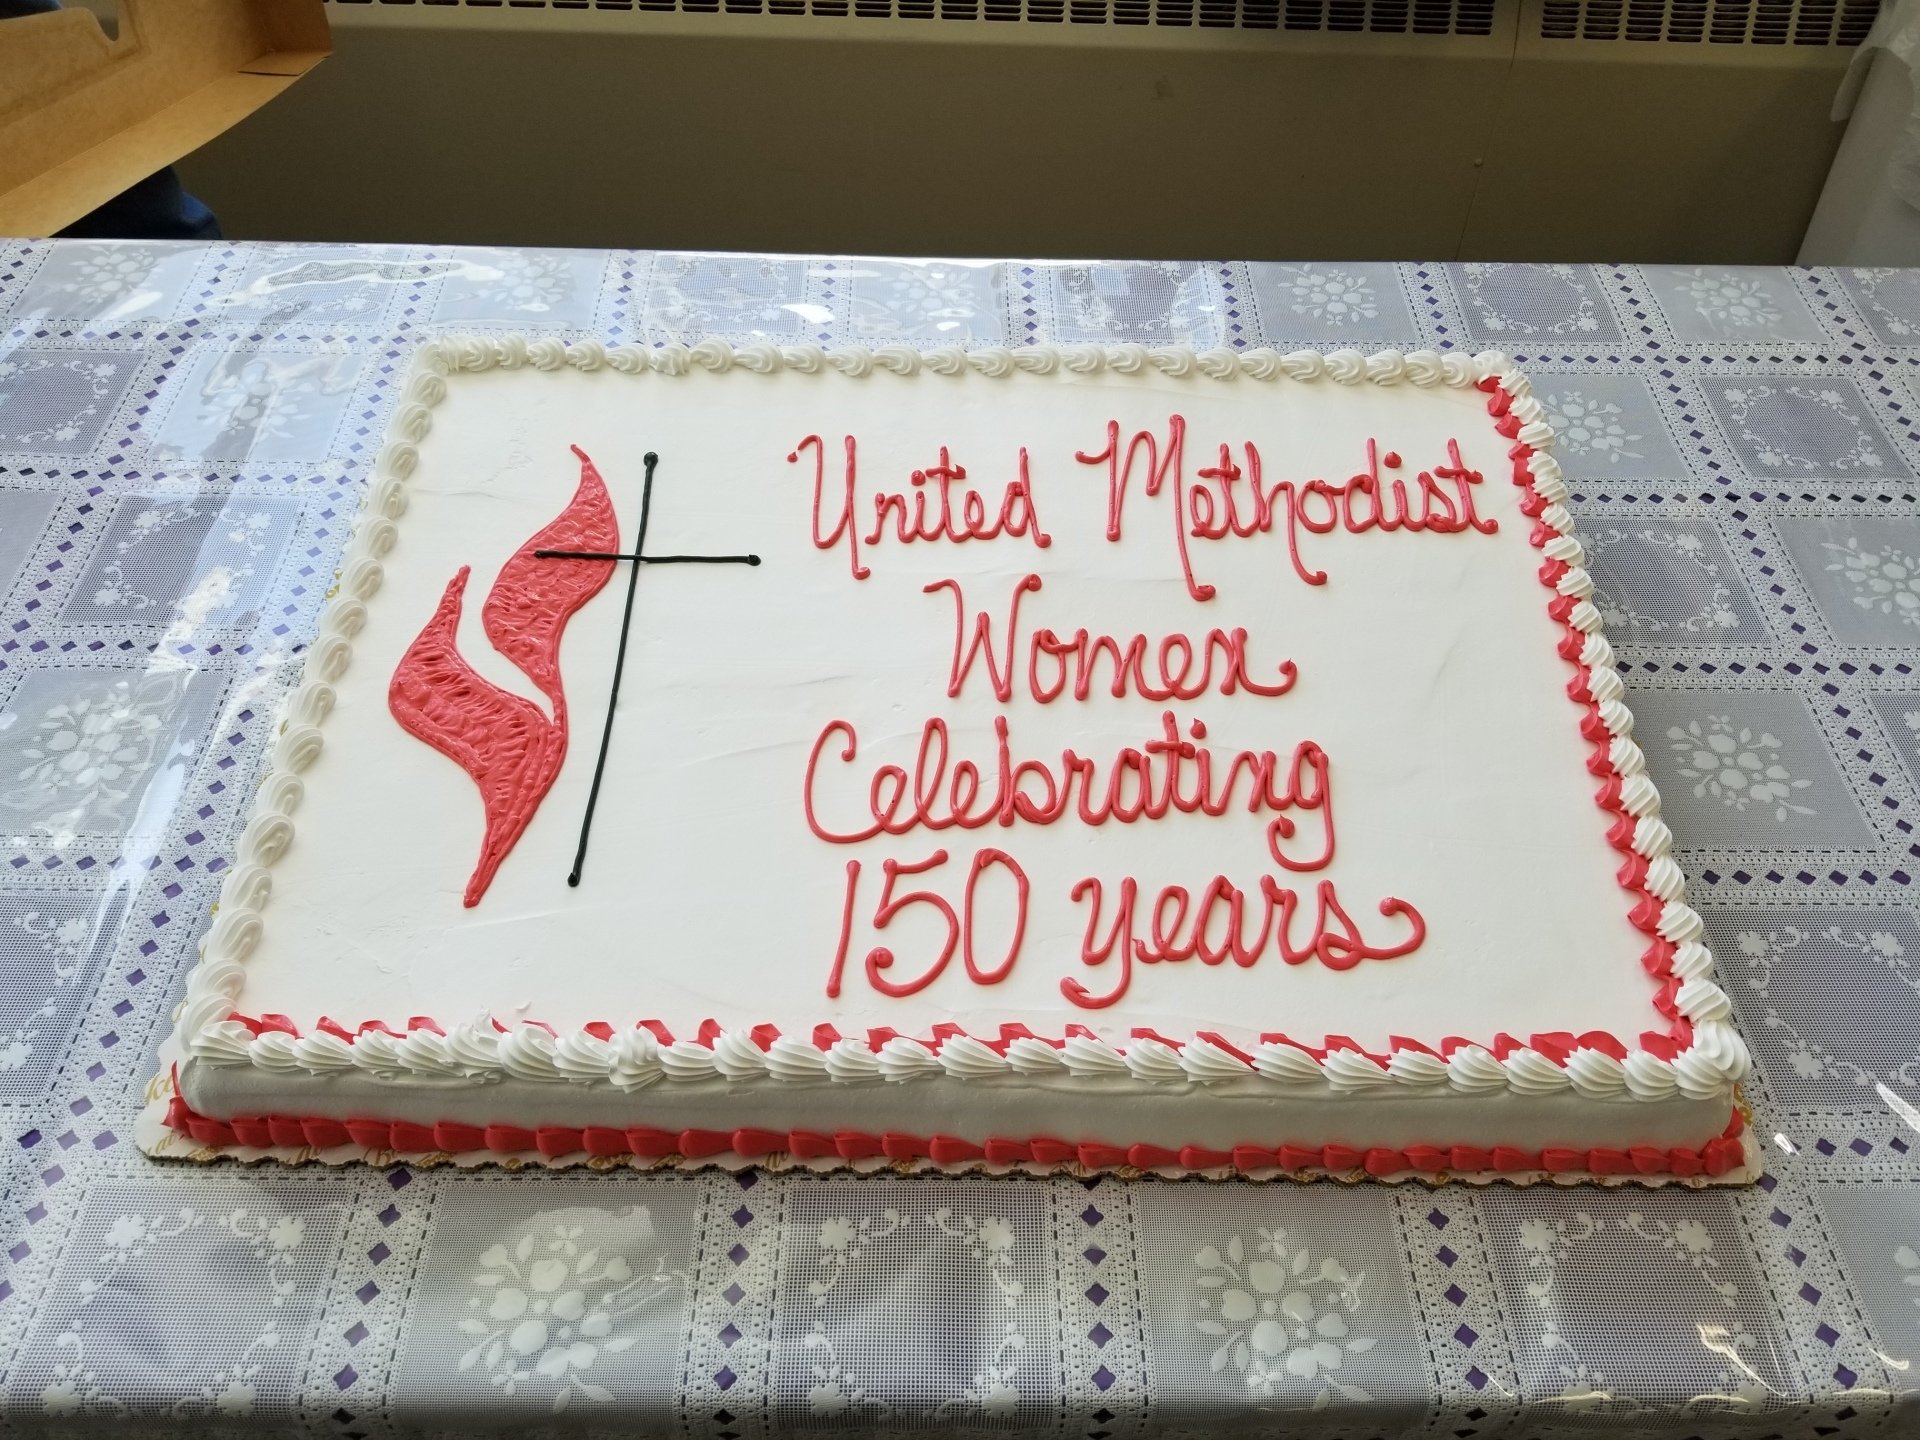 United Methodist
Women
Celebrating
150 years